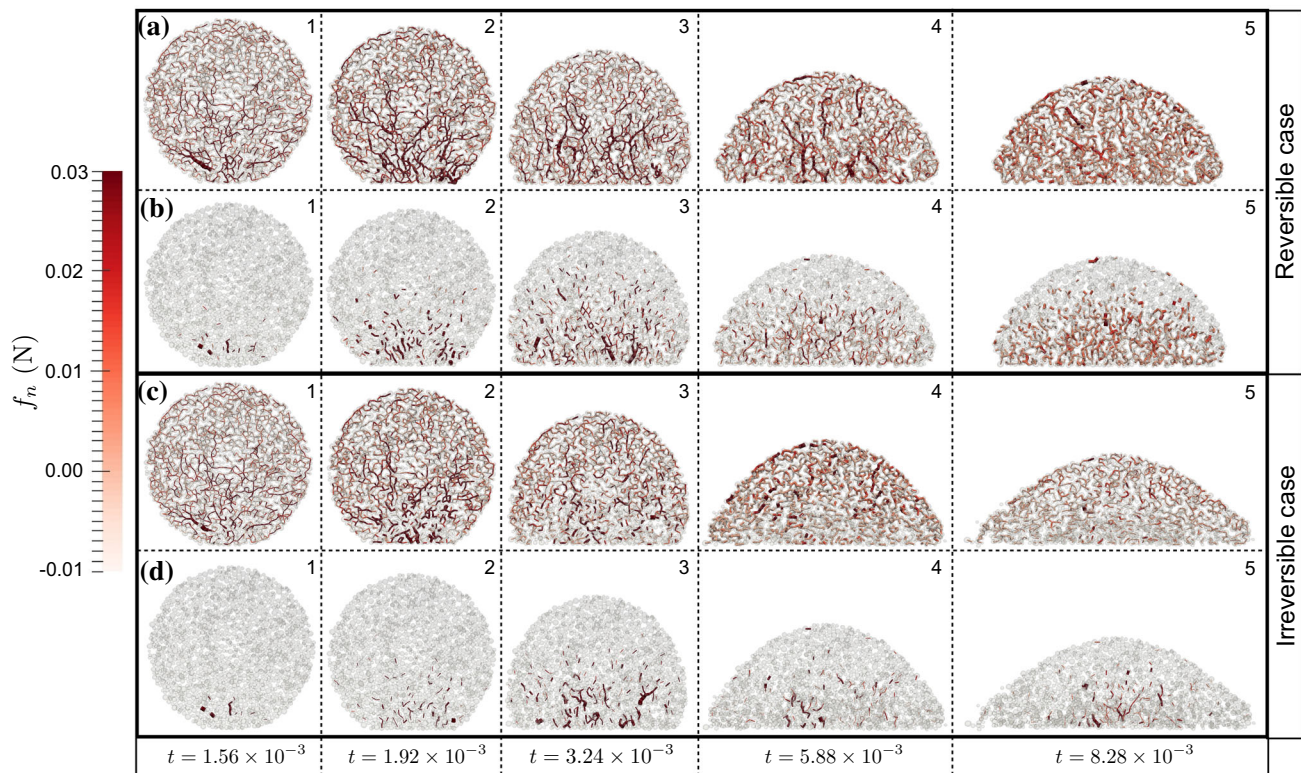 (a) 1 2 3 4 5
Reversible case
(b) 1 2 3 4 5
(c) 1 2 3 4 5
Irreversible case
(d) 1 2 3 4 5
0.03
0.02
0.01
0.00
-0.01
f_n (N)
t = 1.56 × 10⁻³ t = 1.92 × 10⁻³ t = 3.24 × 10⁻³ t = 5.88 × 10⁻³ t = 8.28 × 10⁻³